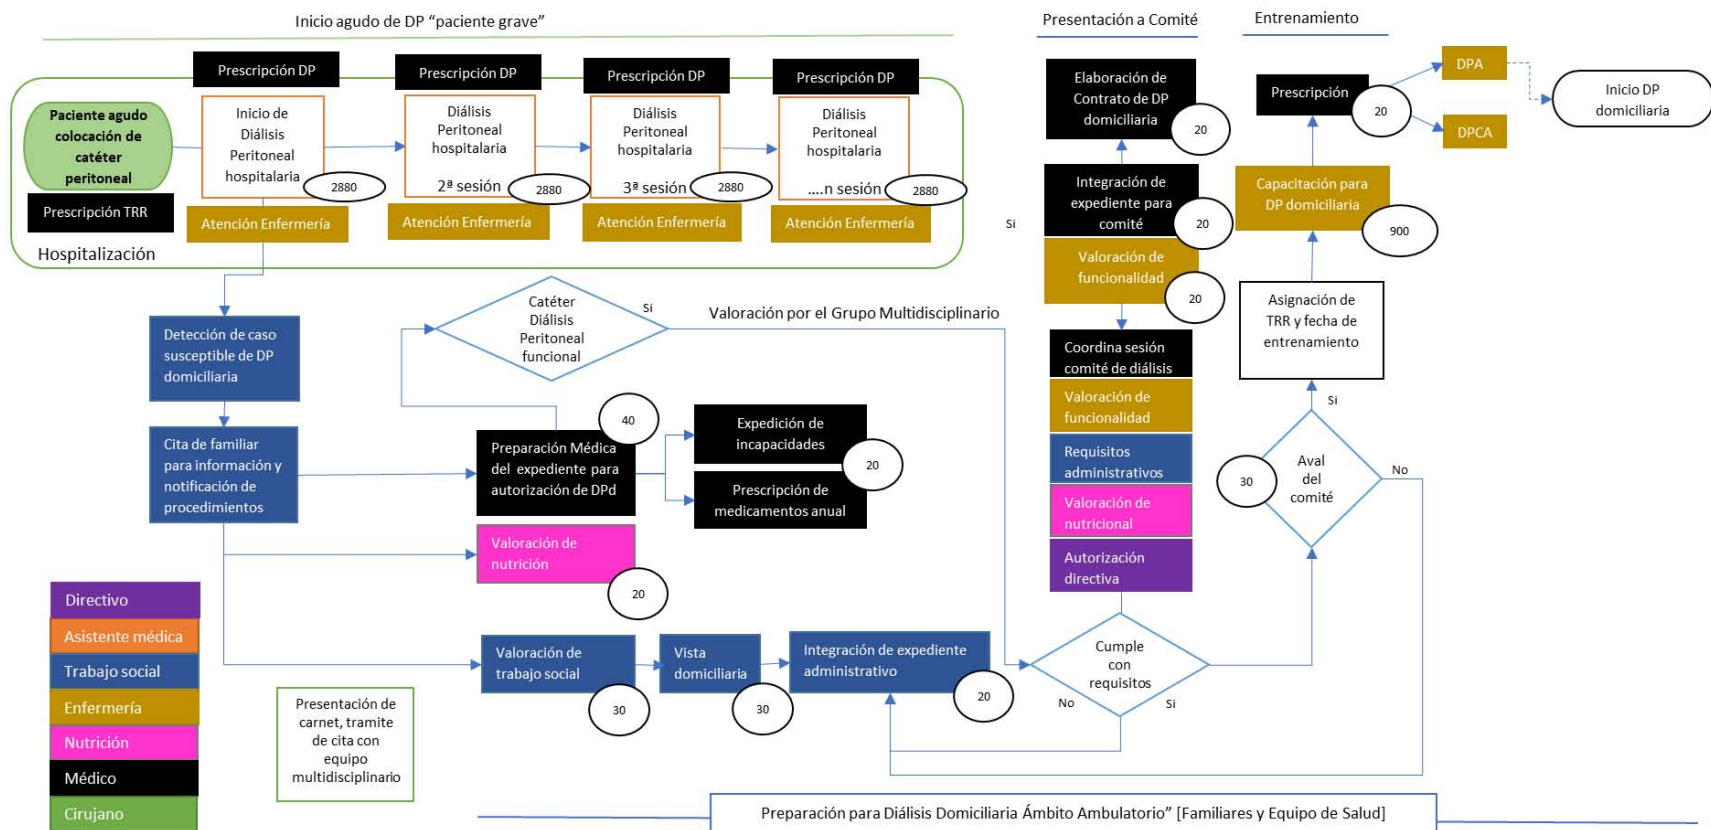 Inicio agudo de DP “paciente grave”
Prescripción DP
Prescripción DP
Prescripción DP
Prescripción DP
Paciente agudo
colocación de
catéter
peritoneal
Prescripción TRR
Inicio de
Diálisis
Peritoneal
hospitalaria
2880
Atención Enfermería
Diálisis
Peritoneal
hospitalaria
2ª sesión
2880
Atención Enfermería
Diálisis
Peritoneal
hospitalaria
3ª sesión
2880
Atención Enfermería
Diálisis
Peritoneal
hospitalaria
....n sesión
2880
Atención Enfermería
Hospitalización
Presentación a Comité
Elaboración de
Contrato de DP
domiciliaria
20
Si
Integración de
expediente para
comité
20
Valoración de
funcionalidad
20
Coordina sesión
comité de diálisis
Valoración de
funcionalidad
Requisitos
administrativos
Valoración de
nutricional
Autorización
directiva
Entrenamiento
Prescripción
20
DPA
DPCA
Inicio DP
domiciliaria
Capacitación para
DP domiciliaria
900
Asignación de
TRR y fecha de
entrenamiento
Si
Aval
del
comité
30
No
Detección de caso
susceptible de DP
domiciliaria
Cita de familiar
para información y
notificación de
procedimientos
Catéter
Diálisis
Peritoneal
funcional
Si
Valoración por el Grupo Multidisciplinario
40
Preparación Médica
del expediente para
autorización de DPd
Expedición de
incapacidades
20
Prescripción de
medicamentos anual
Valoración de
nutrición
20
Valoración de
trabajo social
30
Vista
domiciliaria
30
Integración de expediente
administrativo
20
Cumple
con
requisitos
No
Si
Directivo
Asistente médica
Trabajo social
Enfermería
Nutrición
Médico
Cirujano
Presentación de
carnet, tramite
de cita con
equipo
multidisciplinario
Preparación para Diálisis Domiciliaria Ámbito Ambulatorio” [Familiares y Equipo de Salud]